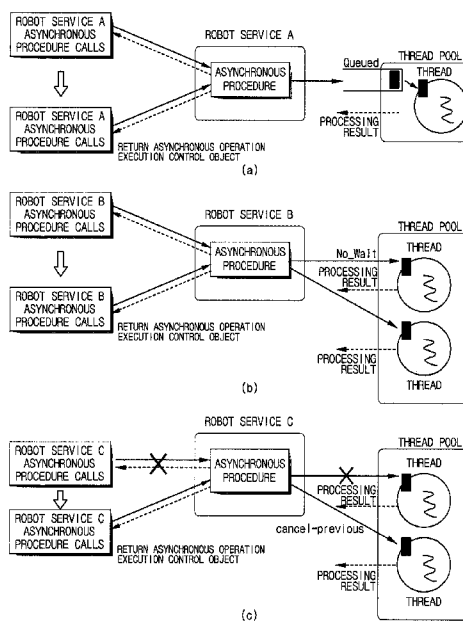 ROBOT SERVICE A
ASYNCHRONOUS
PROCEDURE CALLS
ROBOT SERVICE A
ASYNCHRONOUS
PROCEDURE
Queued
THREAD POOL
THREAD
PROCESSING
RESULT
ROBOT SERVICE A
ASYNCHRONOUS
PROCEDURE CALLS
RETURN ASYNCHRONOUS OPERATION
EXECUTION CONTROL OBJECT
(a)
ROBOT SERVICE B
ASYNCHRONOUS
PROCEDURE CALLS
ROBOT SERVICE B
ASYNCHRONOUS
PROCEDURE
No_Wait
THREAD POOL
THREAD
PROCESSING
RESULT
ROBOT SERVICE B
ASYNCHRONOUS
PROCEDURE CALLS
RETURN ASYNCHRONOUS OPERATION
EXECUTION CONTROL OBJECT
PROCESSING
RESULT
THREAD
(b)
ROBOT SERVICE C
ASYNCHRONOUS
PROCEDURE CALLS
ROBOT SERVICE C
ASYNCHRONOUS
PROCEDURE
THREAD POOL
THREAD
PROCESSING
RESULT
cancel-previous
ROBOT SERVICE C
ASYNCHRONOUS
PROCEDURE CALLS
RETURN ASYNCHRONOUS OPERATION
EXECUTION CONTROL OBJECT
PROCESSING
RESULT
THREAD
(c)